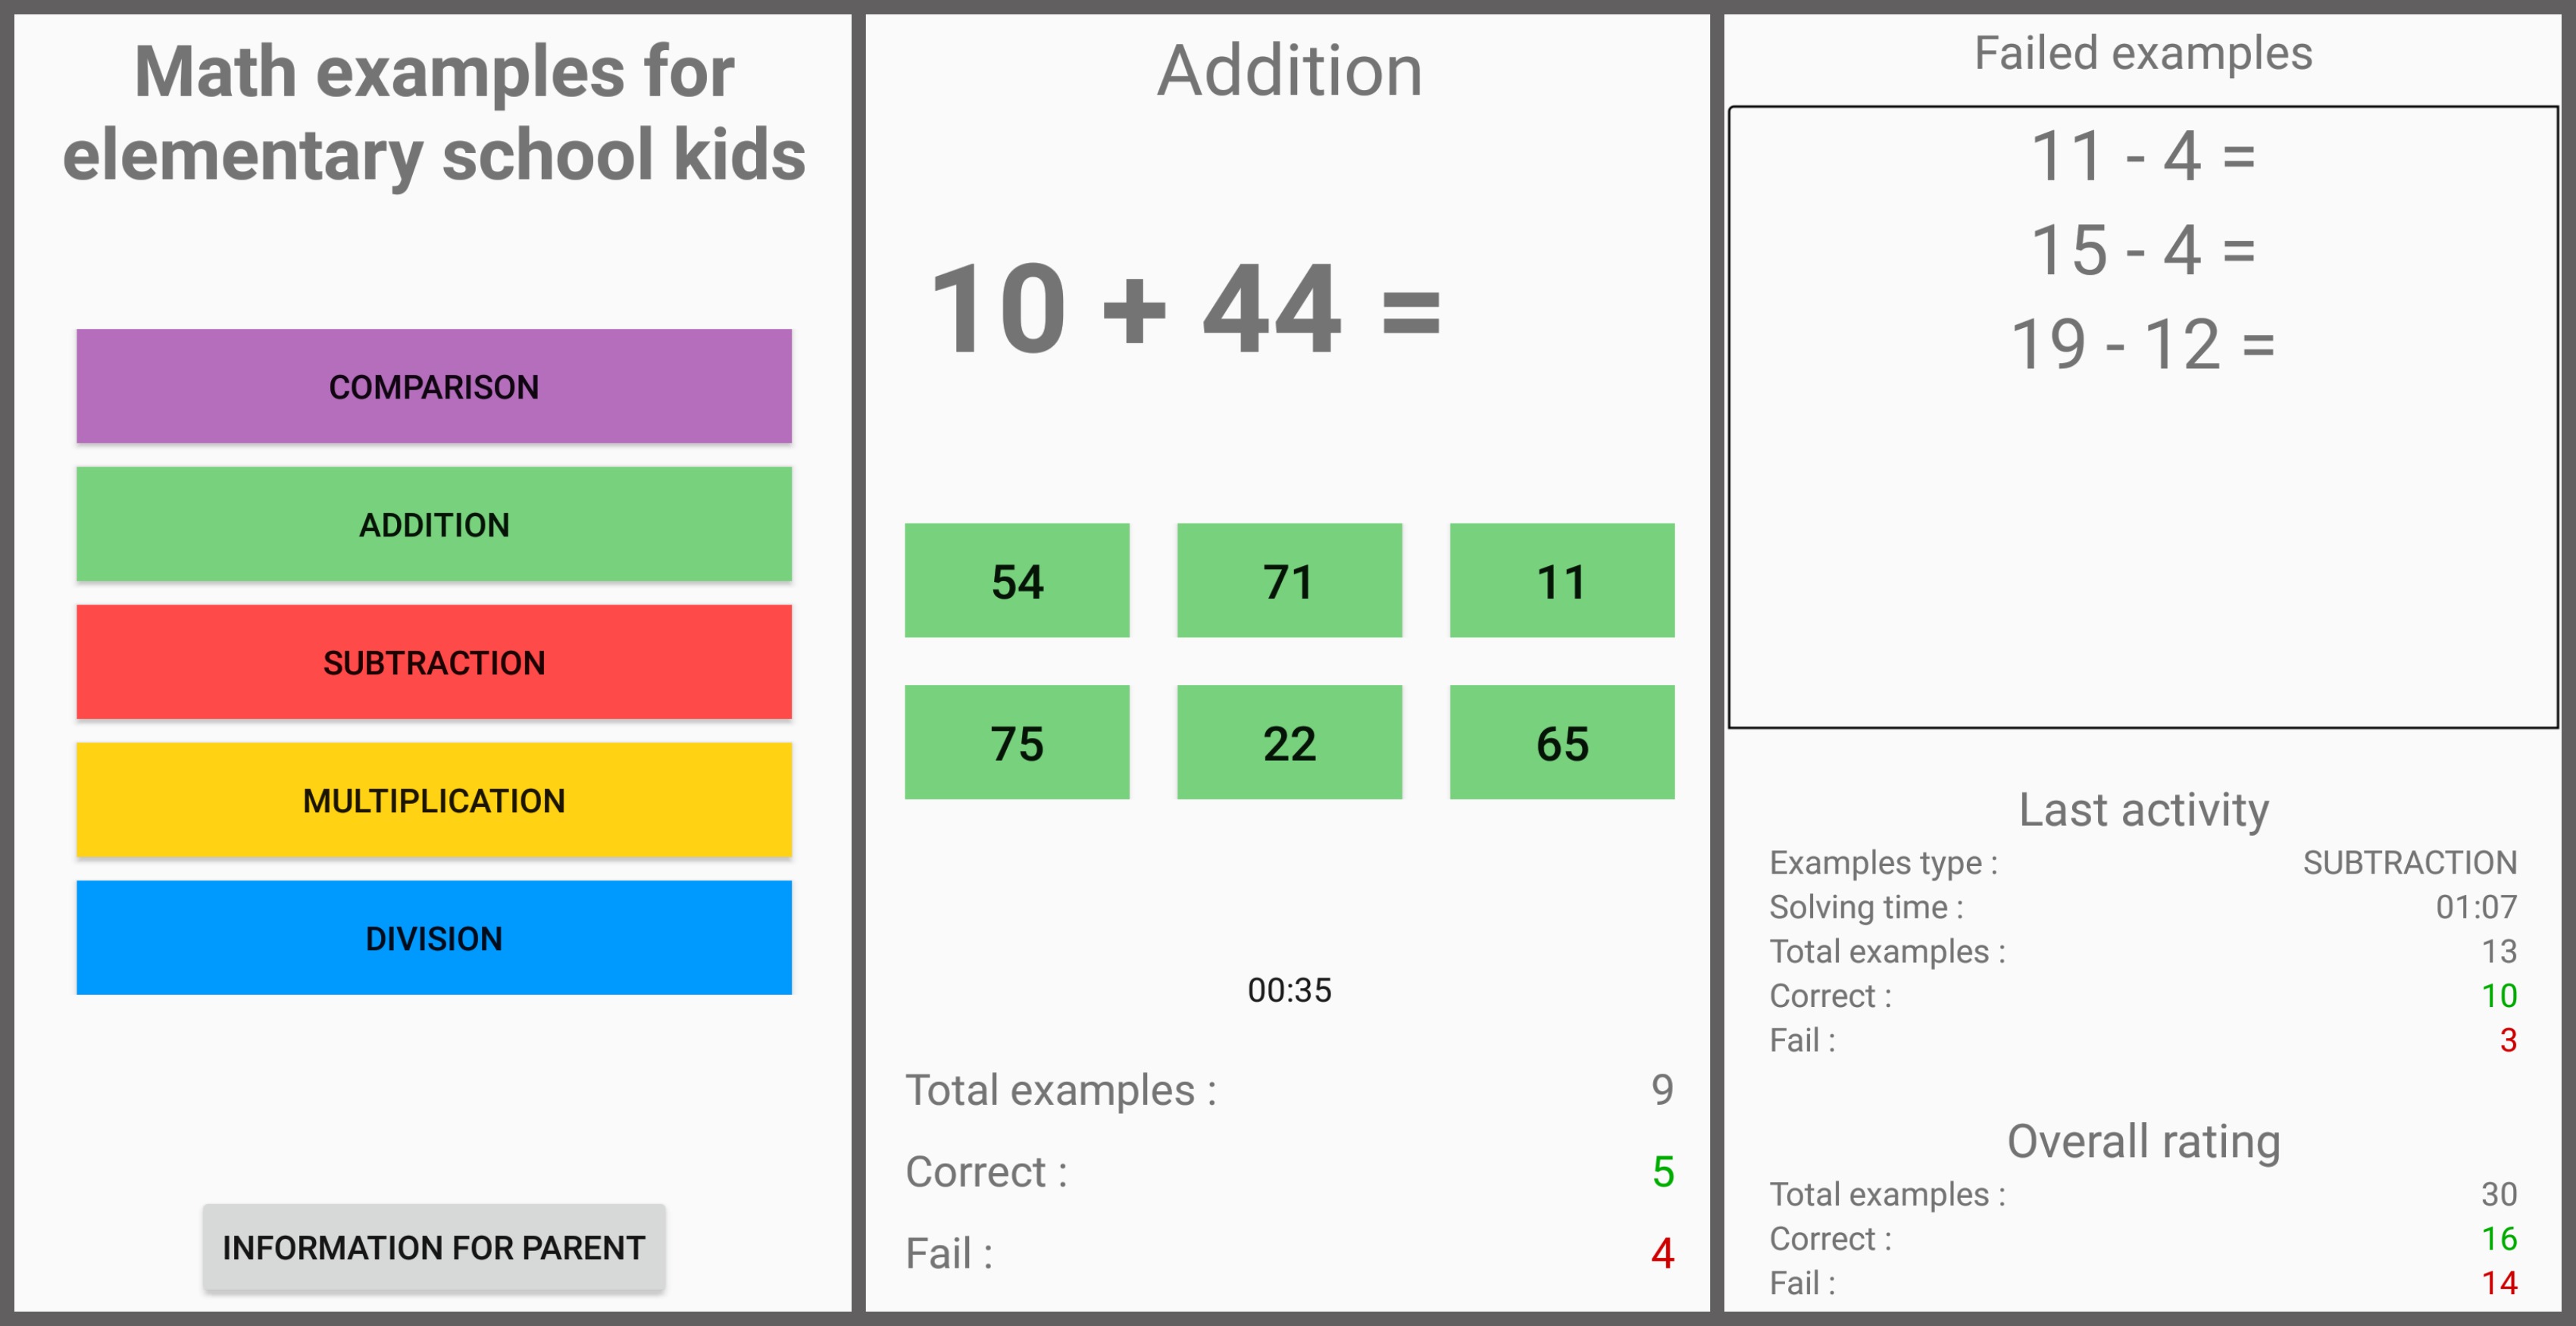 Math examples for
elementary school kids
COMPARISON
ADDITION
SUBTRACTION
MULTIPLICATION
DIVISION
INFORMATION FOR PARENT
Addition
10 + 44 =
54 71 11
75 22 65
00:35
Total examples : 9
Correct : 5
Fail : 4
Failed examples
11 - 4 =
15 - 4 =
19 - 12 =
Last activity
Examples type : SUBTRACTION
Solving time : 01:07
Total examples : 13
Correct : 10
Fail : 3
Overall rating
Total examples : 30
Correct : 16
Fail : 14